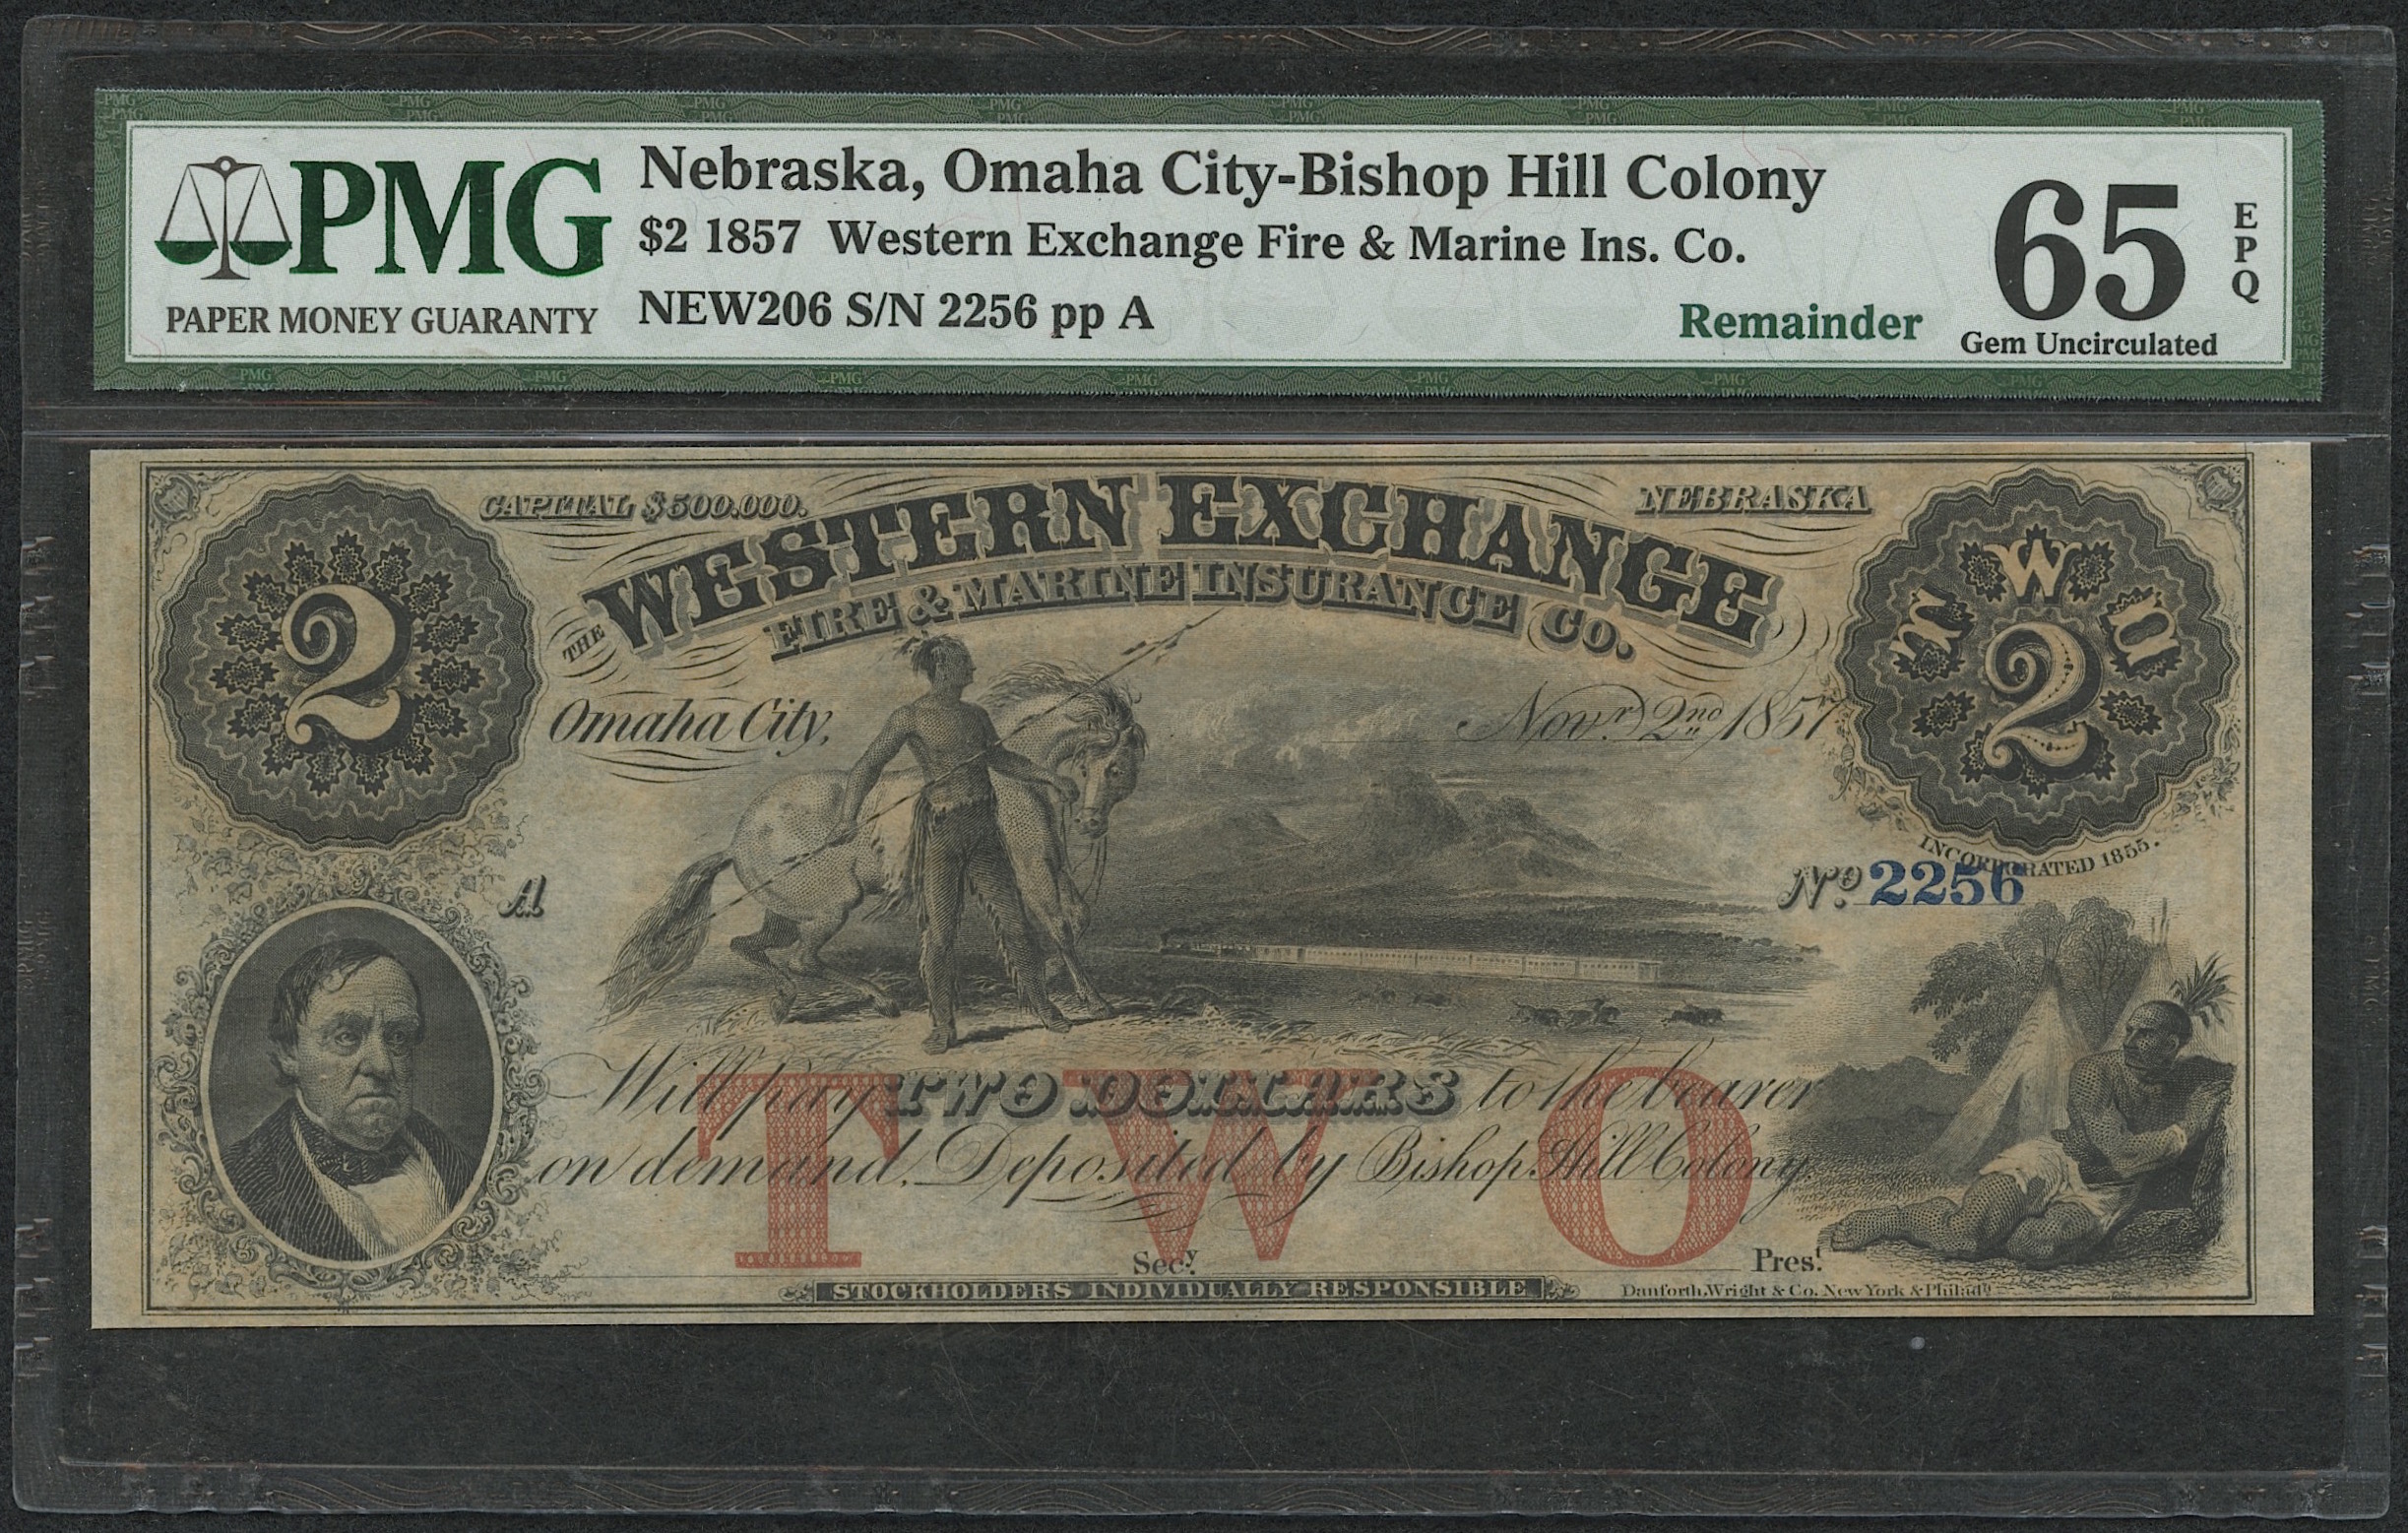 PMG
PAPER MONEY GUARANTY
Nebraska, Omaha City-Bishop Hill Colony
$2 1857 Western Exchange Fire & Marine Ins. Co.
NEW206 S/N 2256 pp A
Remainder
65
EPQ
Gem Uncirculated
CAPITAL $500.000.
NEBRASKA
THE WESTERN EXCHANGE
FIRE & MARINE INSURANCE CO.
2
TWO
2
Omaha City, Novr. 2nd 1857
INCORPORATED 1855.
A
No. 2256
Will pay TWO DOLLARS to the bearer
on demand, Deposited by Bishop Hill Colony.
TWO
Secy.
Prest.
STOCKHOLDERS INDIVIDUALLY RESPONSIBLE
Danforth, Wright & Co. New York & Philada.